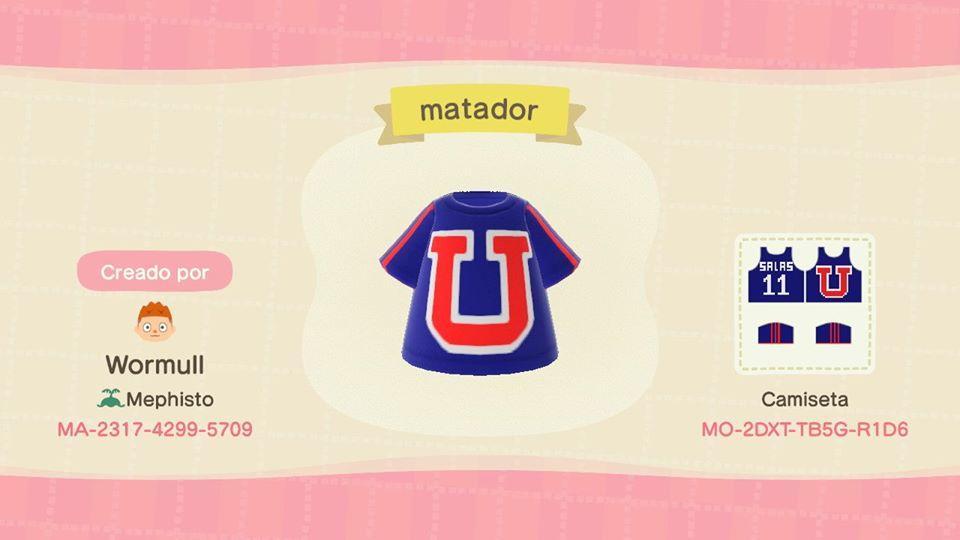 matador
Creado por
Wormull
Mephisto
MA-2317-4299-5709
U
SALAS
11
U
Camiseta
MO-2DXT-TB5G-R1D6